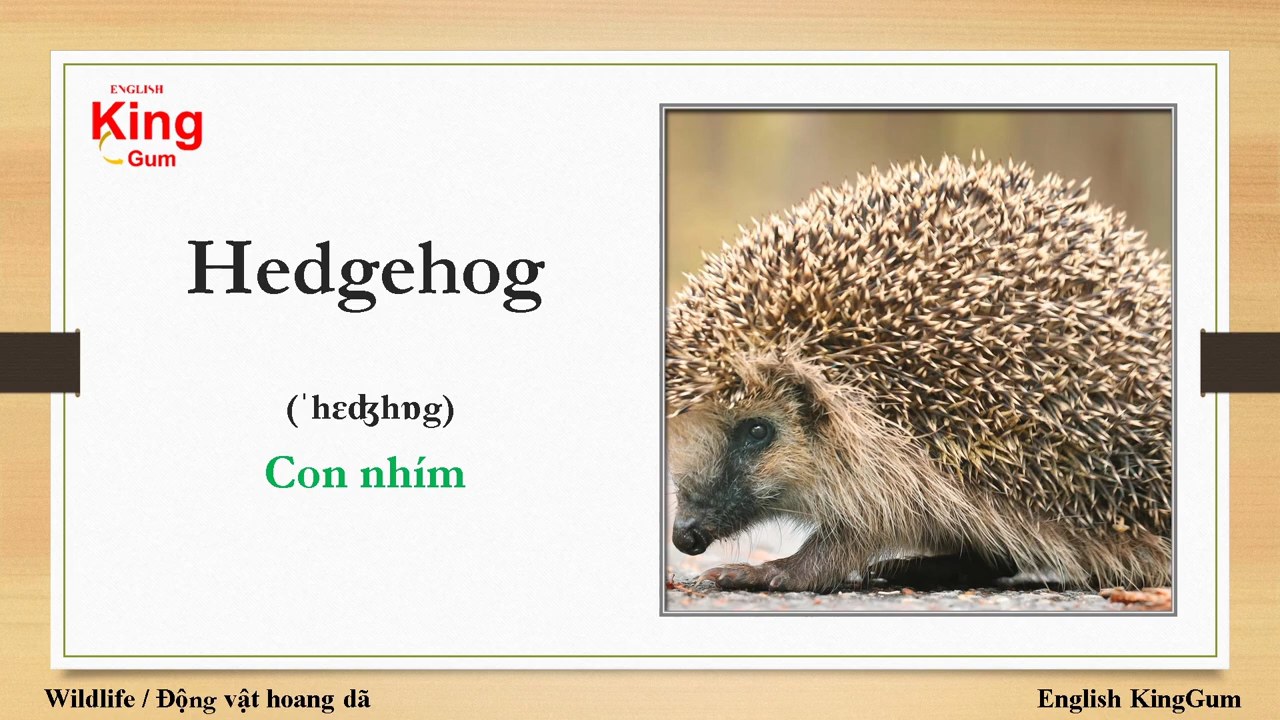 ENGLISH
King
Gum
Hedgehog
(ˈhɛʤhɒg)
Con nhím
Wildlife / Động vật hoang dã
English KingGum